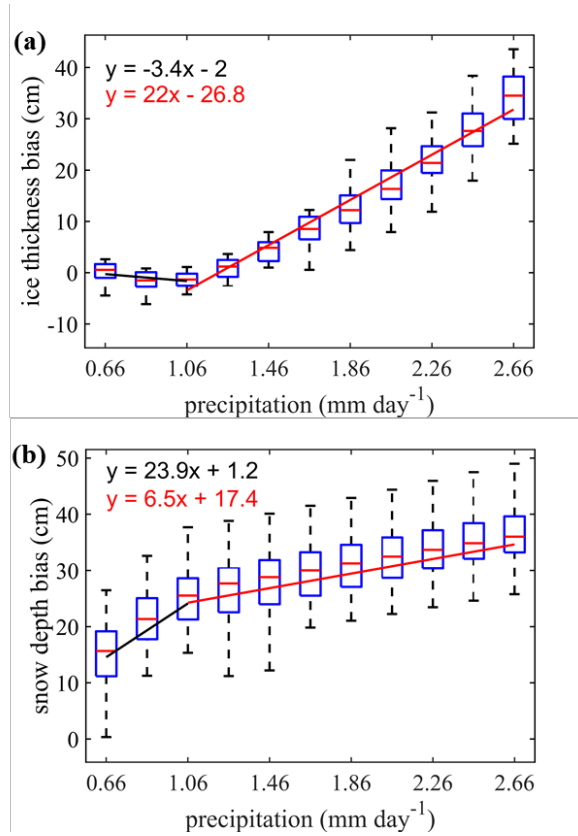 (a)
y = -3.4x - 2
y = 22x - 26.8
ice thickness bias (cm)
40
30
20
10
0
-10
0.66 1.06 1.46 1.86 2.26 2.66
precipitation (mm day⁻¹)
(b)
y = 23.9x + 1.2
y = 6.5x + 17.4
snow depth bias (cm)
50
40
30
20
10
0
0.66 1.06 1.46 1.86 2.26 2.66
precipitation (mm day⁻¹)